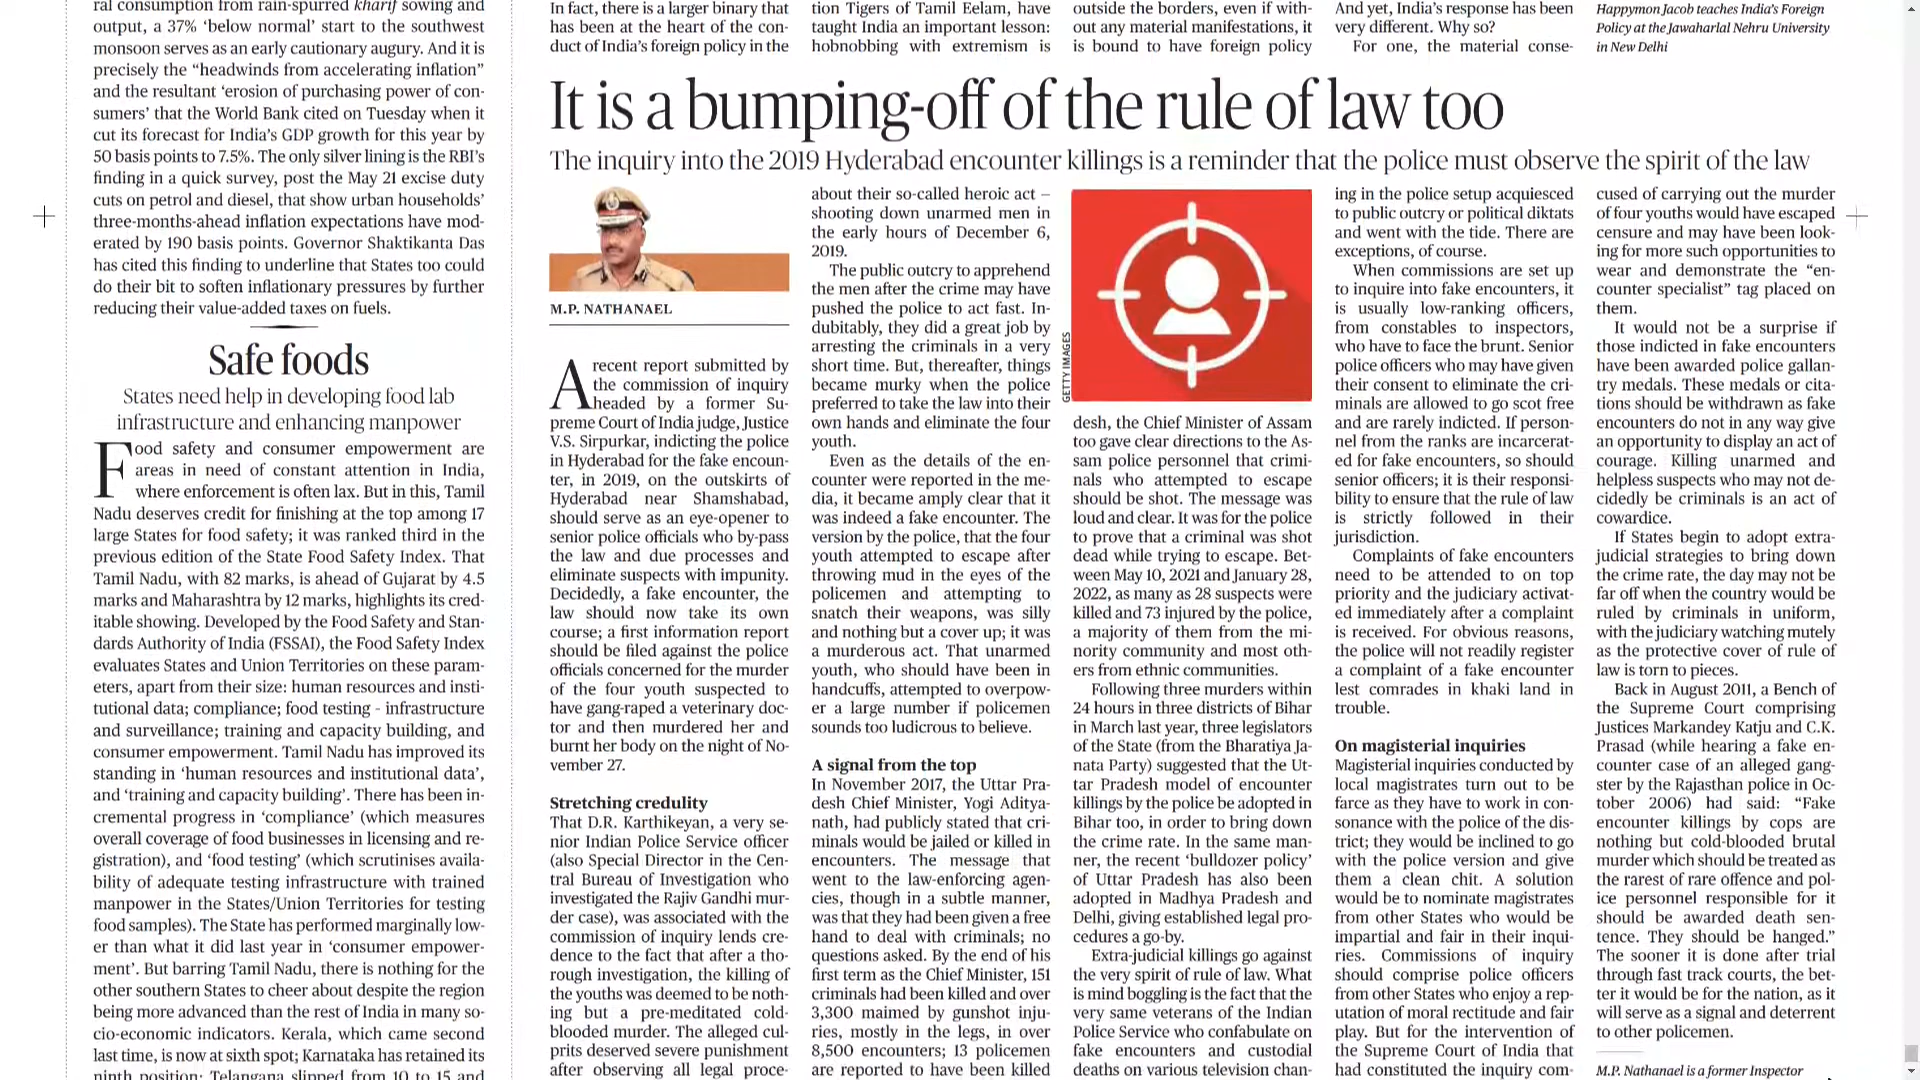 ral consumption from rain-spurred kharif sowing and
output, a 37% ‘below normal’ start to the southwest
monsoon serves as an early cautionary augury. And it is
precisely the “headwinds from accelerating inflation”
and the resultant ‘erosion of purchasing power of con-
sumers’ that the World Bank cited on Tuesday when it
cut its forecast for India’s GDP growth for this year by
50 basis points to 7.5%. The only silver lining is the RBI’s
finding in a quick survey, post the May 21 excise duty
cuts on petrol and diesel, that show urban households’
three-months-ahead inflation expectations have mod-
erated by 190 basis points. Governor Shaktikanta Das
has cited this finding to underline that States too could
do their bit to soften inflationary pressures by further
reducing their value-added taxes on fuels.
Safe foods
States need help in developing food lab
infrastructure and enhancing manpower
Food safety and consumer empowerment are
areas in need of constant attention in India,
where enforcement is often lax. But in this, Tamil
Nadu deserves credit for finishing at the top among 17
large States for food safety; it was ranked third in the
previous edition of the State Food Safety Index. That
Tamil Nadu, with 82 marks, is ahead of Gujarat by 4.5
marks and Maharashtra by 12 marks, highlights its cred-
itable showing. Developed by the Food Safety and Stan-
dards Authority of India (FSSAI), the Food Safety Index
evaluates States and Union Territories on these param-
eters, apart from their size: human resources and insti-
tutional data; compliance; food testing - infrastructure
and surveillance; training and capacity building, and
consumer empowerment. Tamil Nadu has improved its
standing in ‘human resources and institutional data’,
and ‘training and capacity building’. There has been in-
cremental progress in ‘compliance’ (which measures
overall coverage of food businesses in licensing and re-
gistration), and ‘food testing’ (which scrutinises availa-
bility of adequate testing infrastructure with trained
manpower in the States/Union Territories for testing
food samples). The State has performed marginally low-
er than what it did last year in ‘consumer empower-
ment’. But barring Tamil Nadu, there is nothing for the
other southern States to cheer about despite the region
being more advanced than the rest of India in many so-
cio-economic indicators. Kerala, which came second
last time, is now at sixth spot; Karnataka has retained its
ninth position; Telangana slipped from 10 to 15 and
In fact, there is a larger binary that
has been at the heart of the con-
duct of India’s foreign policy in the
tion Tigers of Tamil Eelam, have
taught India an important lesson:
hobnobbing with extremism is
outside the borders, even if with-
out any material manifestations, it
is bound to have foreign policy
And yet, India’s response has been
very different. Why so?
For one, the material conse-
Happymon Jacob teaches India’s Foreign
Policy at the Jawaharlal Nehru University
in New Delhi
It is a bumping-off of the rule of law too
The inquiry into the 2019 Hyderabad encounter killings is a reminder that the police must observe the spirit of the law
M.P. NATHANAEL
A recent report submitted by
the commission of inquiry
headed by a former Su-
preme Court of India judge, Justice
V.S. Sirpurkar, indicting the police
in Hyderabad for the fake encoun-
ter, in 2019, on the outskirts of
Hyderabad near Shamshabad,
should serve as an eye-opener to
senior police officials who by-pass
the law and due processes and
eliminate suspects with impunity.
Decidedly, a fake encounter, the
law should now take its own
course; a first information report
should be filed against the police
officials concerned for the murder
of the four youth suspected to
have gang-raped a veterinary doc-
tor and then murdered her and
burnt her body on the night of No-
vember 27.
Stretching credulity
That D.R. Karthikeyan, a very se-
nior Indian Police Service officer
(also Special Director in the Cen-
tral Bureau of Investigation who
investigated the Rajiv Gandhi mur-
der case), was associated with the
commission of inquiry lends cre-
dence to the fact that after a tho-
rough investigation, the killing of
the youths was deemed to be noth-
ing but a pre-meditated cold-
blooded murder. The alleged cul-
prits deserved severe punishment
after observing all legal proce-
about their so-called heroic act –
shooting down unarmed men in
the early hours of December 6,
2019.
The public outcry to apprehend
the men after the crime may have
pushed the police to act fast. In-
dubitably, they did a great job by
arresting the criminals in a very
short time. But, thereafter, things
became murky when the police
preferred to take the law into their
own hands and eliminate the four
youth.
Even as the details of the en-
counter were reported in the me-
dia, it became amply clear that it
was indeed a fake encounter. The
version by the police, that the four
youth attempted to escape after
throwing mud in the eyes of the
policemen and attempting to
snatch their weapons, was silly
and nothing but a cover up; it was
a murderous act. That unarmed
youth, who should have been in
handcuffs, attempted to overpow-
er a large number if policemen
sounds too ludicrous to believe.
A signal from the top
In November 2017, the Uttar Pra-
desh Chief Minister, Yogi Aditya-
nath, had publicly stated that cri-
minals would be jailed or killed in
encounters. The message that
went to the law-enforcing agen-
cies, though in a subtle manner,
was that they had been given a free
hand to deal with criminals; no
questions asked. By the end of his
first term as the Chief Minister, 151
criminals had been killed and over
3,300 maimed by gunshot inju-
ries, mostly in the legs, in over
8,500 encounters; 13 policemen
are reported to have been killed
GETTY IMAGES
desh, the Chief Minister of Assam
too gave clear directions to the As-
sam police personnel that crimi-
nals who attempted to escape
should be shot. The message was
loud and clear. It was for the police
to prove that a criminal was shot
dead while trying to escape. Bet-
ween May 10, 2021 and January 28,
2022, as many as 28 suspects were
killed and 73 injured by the police,
a majority of them from the mi-
nority community and most oth-
ers from ethnic communities.
Following three murders within
24 hours in three districts of Bihar
in March last year, three legislators
of the State (from the Bharatiya Ja-
nata Party) suggested that the Ut-
tar Pradesh model of encounter
killings by the police be adopted in
Bihar too, in order to bring down
the crime rate. In the same man-
ner, the recent ‘bulldozer policy’
of Uttar Pradesh has also been
adopted in Madhya Pradesh and
Delhi, giving established legal pro-
cedures a go-by.
Extra-judicial killings go against
the very spirit of rule of law. What
is mind boggling is the fact that the
very same veterans of the Indian
Police Service who confabulate on
fake encounters and custodial
deaths on various television chan-
ing in the police setup acquiesced
to public outcry or political diktats
and went with the tide. There are
exceptions, of course.
When commissions are set up
to inquire into fake encounters, it
is usually low-ranking officers,
from constables to inspectors,
who have to face the brunt. Senior
police officers who may have given
their consent to eliminate the cri-
minals are allowed to go scot free
and are rarely indicted. If person-
nel from the ranks are incarcerat-
ed for fake encounters, so should
senior officers; it is their responsi-
bility to ensure that the rule of law
is strictly followed in their
jurisdiction.
Complaints of fake encounters
need to be attended to on top
priority and the judiciary activat-
ed immediately after a complaint
is received. For obvious reasons,
the police will not readily register
a complaint of a fake encounter
lest comrades in khaki land in
trouble.
On magisterial inquiries
Magisterial inquiries conducted by
local magistrates turn out to be
farce as they have to work in con-
sonance with the police of the dis-
trict; they would be inclined to go
with the police version and give
them a clean chit. A solution
would be to nominate magistrates
from other States who would be
impartial and fair in their inqui-
ries. Commissions of inquiry
should comprise police officers
from other States who enjoy a rep-
utation of moral rectitude and fair
play. But for the intervention of
the Supreme Court of India that
had constituted the inquiry com-
cused of carrying out the murder
of four youths would have escaped
censure and may have been look-
ing for more such opportunities to
wear and demonstrate the “en-
counter specialist” tag placed on
them.
It would not be a surprise if
those indicted in fake encounters
have been awarded police gallan-
try medals. These medals or cita-
tions should be withdrawn as fake
encounters do not in any way give
an opportunity to display an act of
courage. Killing unarmed and
helpless suspects who may not de-
cidedly be criminals is an act of
cowardice.
If States begin to adopt extra-
judicial strategies to bring down
the crime rate, the day may not be
far off when the country would be
ruled by criminals in uniform,
with the judiciary watching mutely
as the protective cover of rule of
law is torn to pieces.
Back in August 2011, a Bench of
the Supreme Court comprising
Justices Markandey Katju and C.K.
Prasad (while hearing a fake en-
counter case of an alleged gang-
ster by the Rajasthan police in Oc-
tober 2006) had said: “Fake
encounter killings by cops are
nothing but cold-blooded brutal
murder which should be treated as
the rarest of rare offence and pol-
ice personnel responsible for it
should be awarded death sen-
tence. They should be hanged.”
The sooner it is done after trial
through fast track courts, the bet-
ter it would be for the nation, as it
will serve as a signal and deterrent
to other policemen.
M.P. Nathanael is a former Inspector